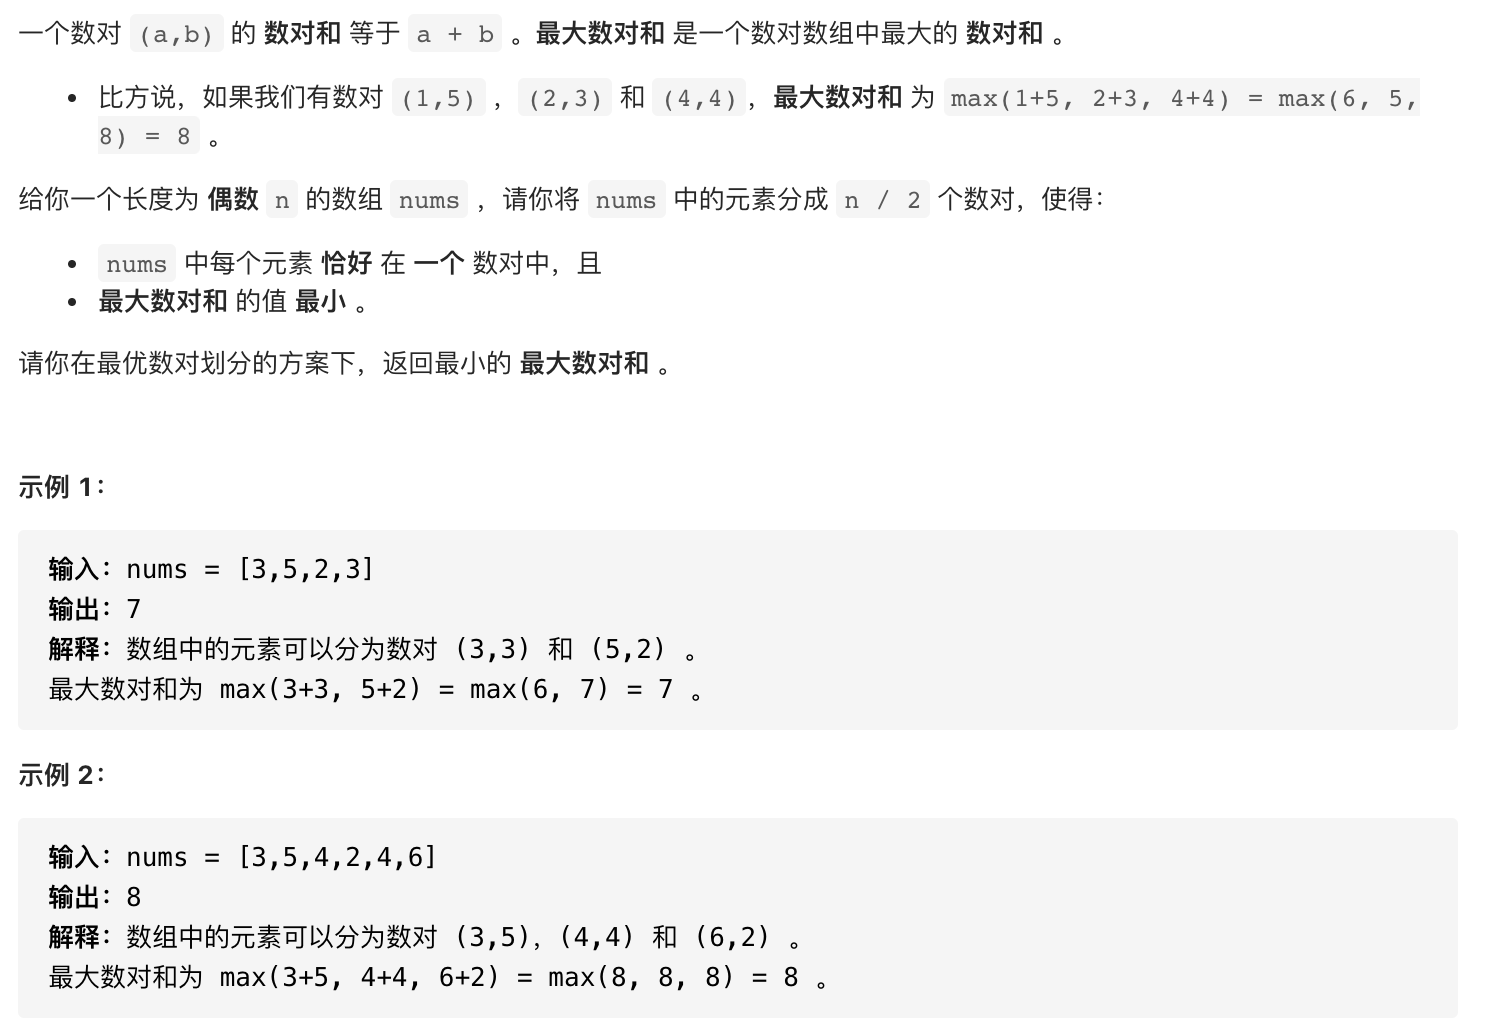 一个数对 (a,b) 的 数对和 等于 a + b 。最大数对和 是一个数对数组中最大的 数对和 。
• 比方说，如果我们有数对 (1,5) ，(2,3) 和 (4,4)，最大数对和 为 max(1+5, 2+3, 4+4) = max(6, 5,
8) = 8 。
给你一个长度为 偶数 n 的数组 nums ，请你将 nums 中的元素分成 n / 2 个数对，使得：
• nums 中每个元素 恰好 在 一个 数对中，且
• 最大数对和 的值 最小 。
请你在最优数对划分的方案下，返回最小的 最大数对和 。
示例 1：
输入：nums = [3,5,2,3]
输出：7
解释：数组中的元素可以分为数对 (3,3) 和 (5,2) 。
最大数对和为 max(3+3, 5+2) = max(6, 7) = 7 。
示例 2：
输入：nums = [3,5,4,2,4,6]
输出：8
解释：数组中的元素可以分为数对 (3,5)，(4,4) 和 (6,2) 。
最大数对和为 max(3+5, 4+4, 6+2) = max(8, 8, 8) = 8 。